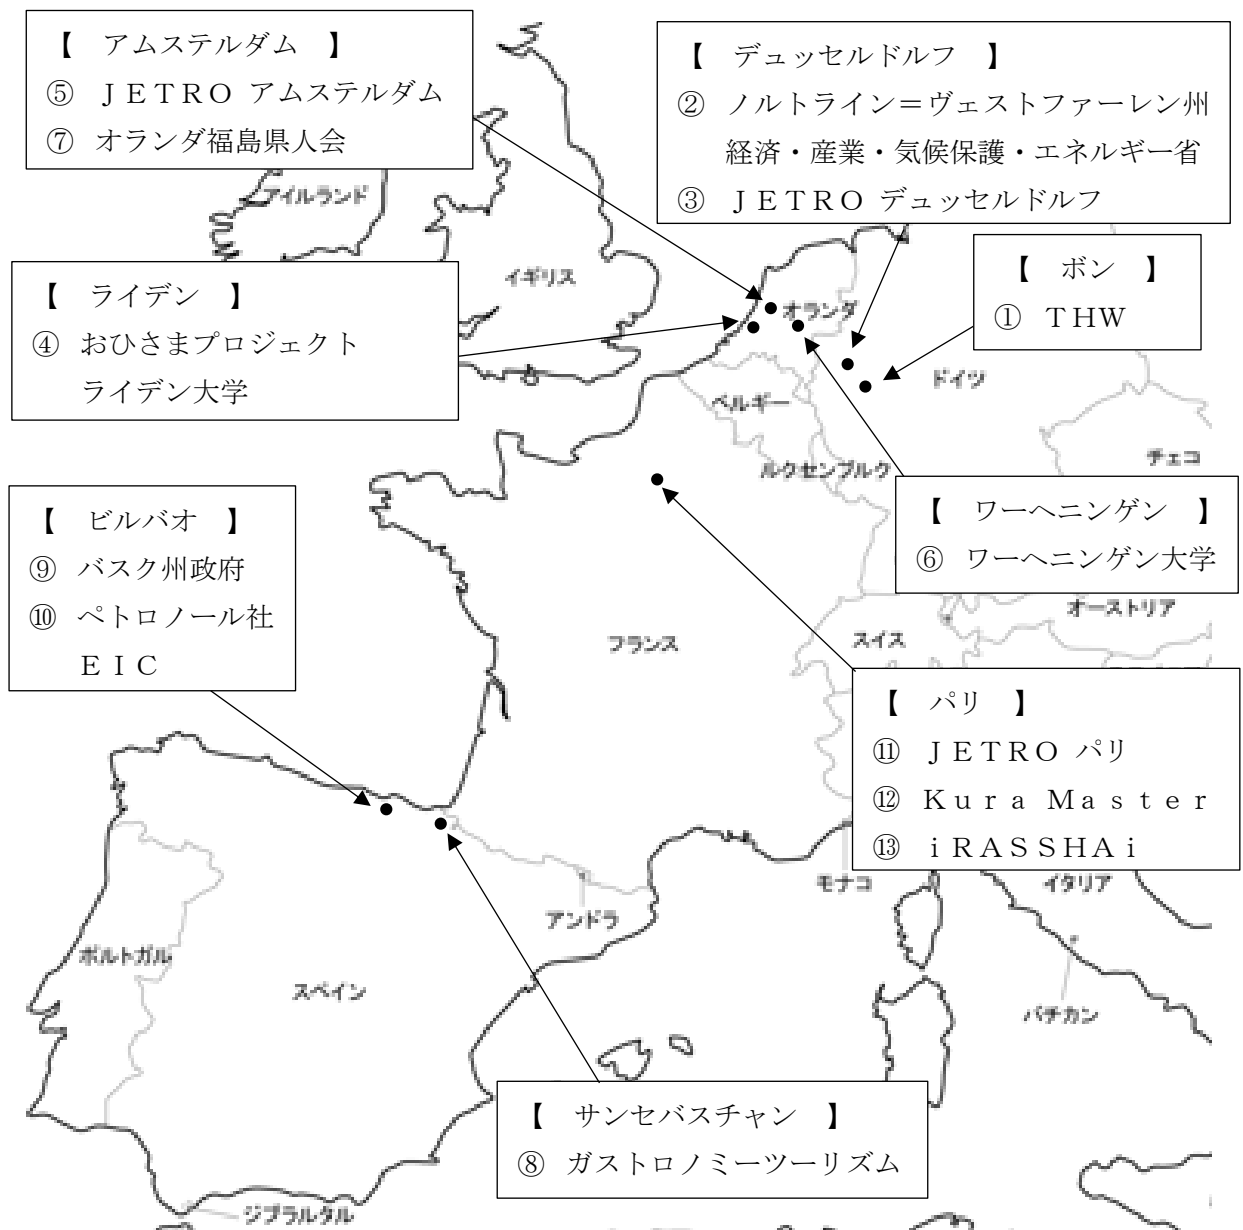 【 アムステルダム 】
⑤ JETRO アムステルダム
⑦ オランダ福島県人会
【 デュッセルドルフ 】
② ノルトライン＝ヴェストファーレン州
経済・産業・気候保護・エネルギー省
③ JETRO デュッセルドルフ
アイルランド
【 ボン 】
① THW
イギリス
【 ライデン 】
④ おひさまプロジェクト
ライデン大学
オランダ
ドイツ
ベルギー
ルクセンブルク
チェコ
【 ワーヘニンゲン 】
⑥ ワーヘニンゲン大学
【 ビルバオ 】
⑨ バスク州政府
⑩ ペトロノール社
EIC
オーストリア
フランス
スイス
【 パリ 】
⑪ JETRO パリ
⑫ Kura Master
⑬ iRASSHAi
モナコ
イタリア
アンドラ
ポルトガル
スペイン
バチカン
【 サンセバスチャン 】
⑧ ガストロノミーツーリズム
ジブラルタル